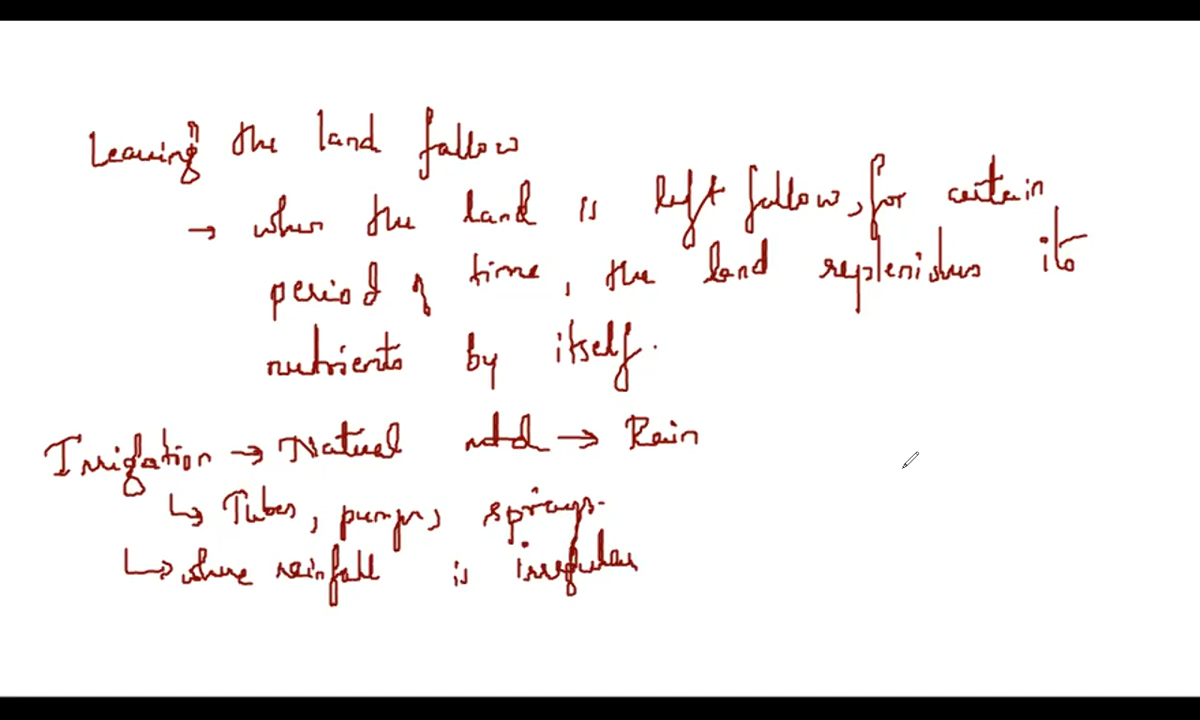 Leaving the land fallow
→ when the land is left fallow, for certain
period of time, the land replenishes its
nutrients by itself.
Irrigation → Natural mtd → Rain
↳ Tubes, pumps, sprays.
↳ where rainfall is irregular